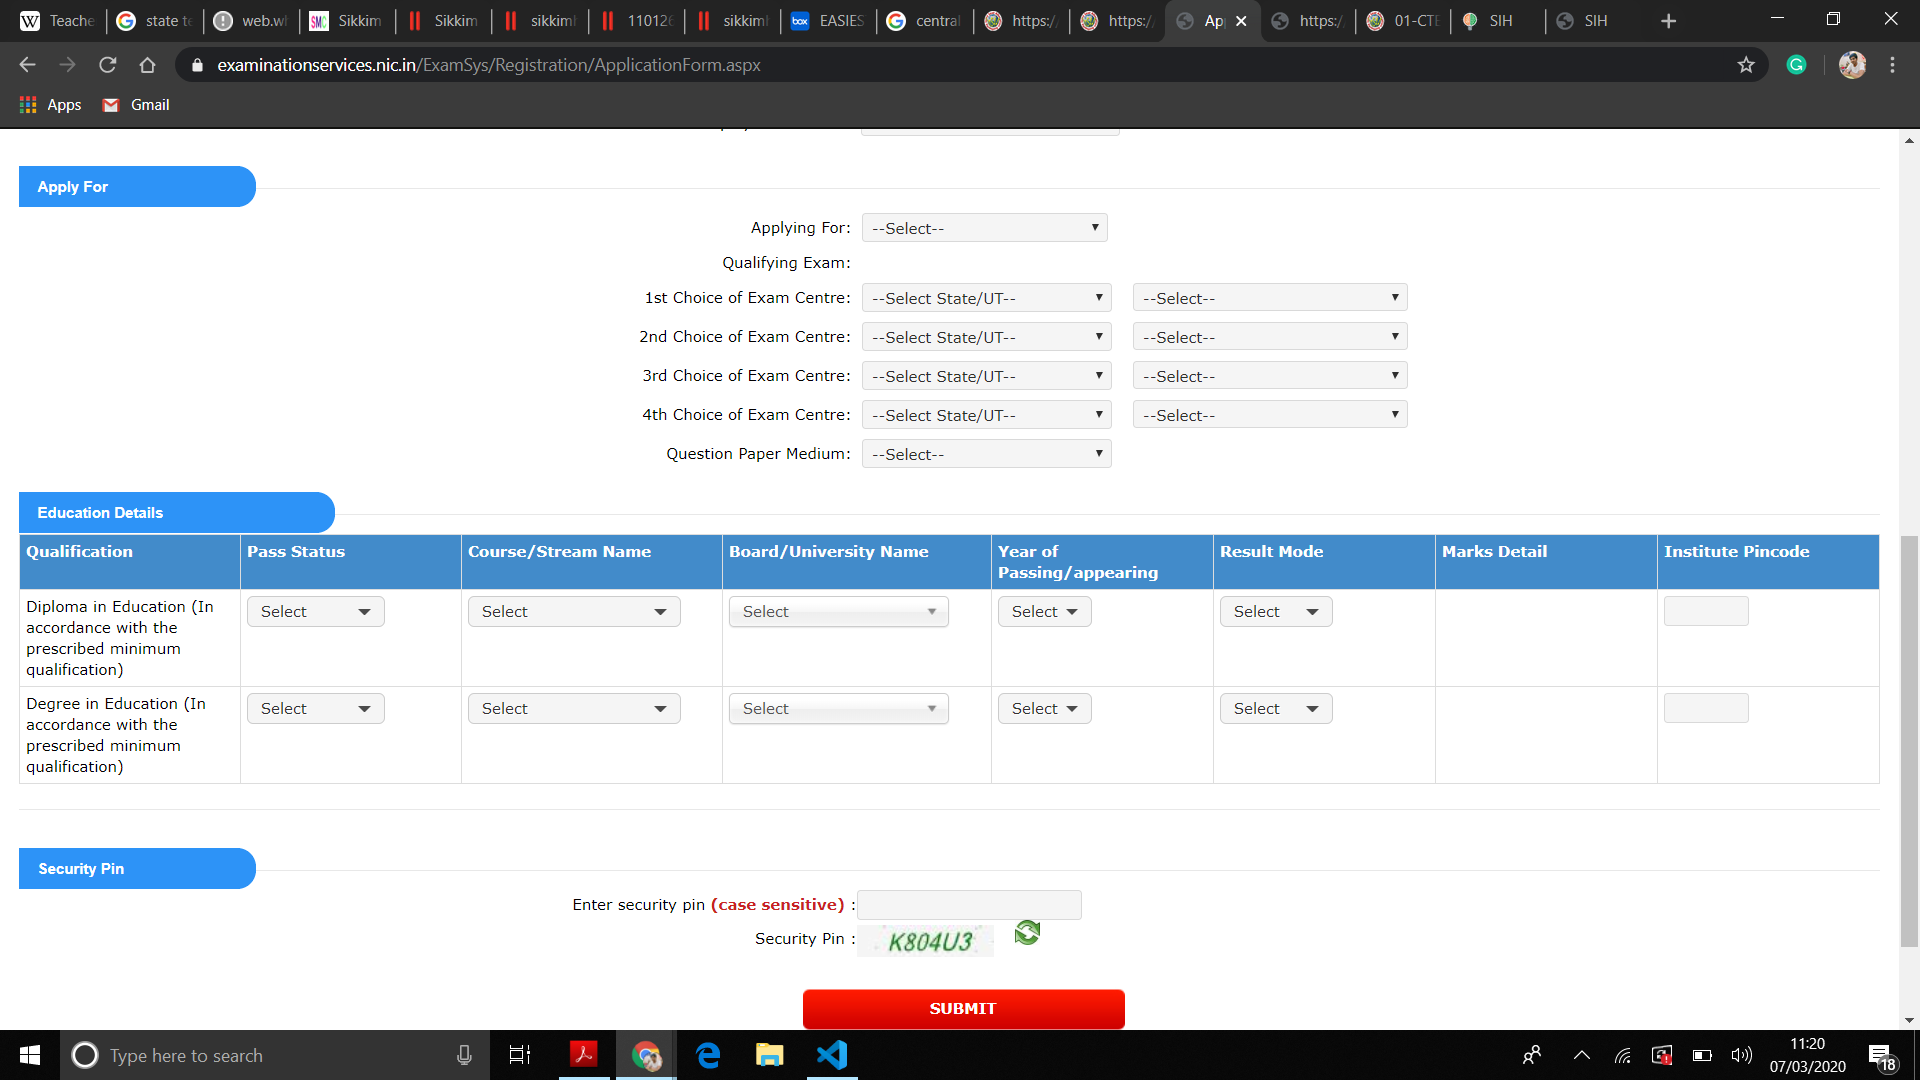 Teache
state te
web.wh
Sikkim
Sikkim
sikkimh
110126
sikkimh
EASIES
central
https:/
https:/
Ap
https:/
01-CTE
SIH
SIH
examinationservices.nic.in/ExamSys/Registration/ApplicationForm.aspx
Apps
Gmail
Apply For
Applying For: --Select--
Qualifying Exam:
1st Choice of Exam Centre: --Select State/UT-- --Select--
2nd Choice of Exam Centre: --Select State/UT-- --Select--
3rd Choice of Exam Centre: --Select State/UT-- --Select--
4th Choice of Exam Centre: --Select State/UT-- --Select--
Question Paper Medium: --Select--
Education Details
Qualification
Pass Status
Course/Stream Name
Board/University Name
Year of
Passing/appearing
Result Mode
Marks Detail
Institute Pincode
Diploma in Education (In
accordance with the
prescribed minimum
qualification)
Select
Select
Select
Select
Select
Degree in Education (In
accordance with the
prescribed minimum
qualification)
Select
Select
Select
Select
Select
Security Pin
Enter security pin (case sensitive) :
Security Pin : K804U3
SUBMIT
Type here to search
11:20
07/03/2020
18